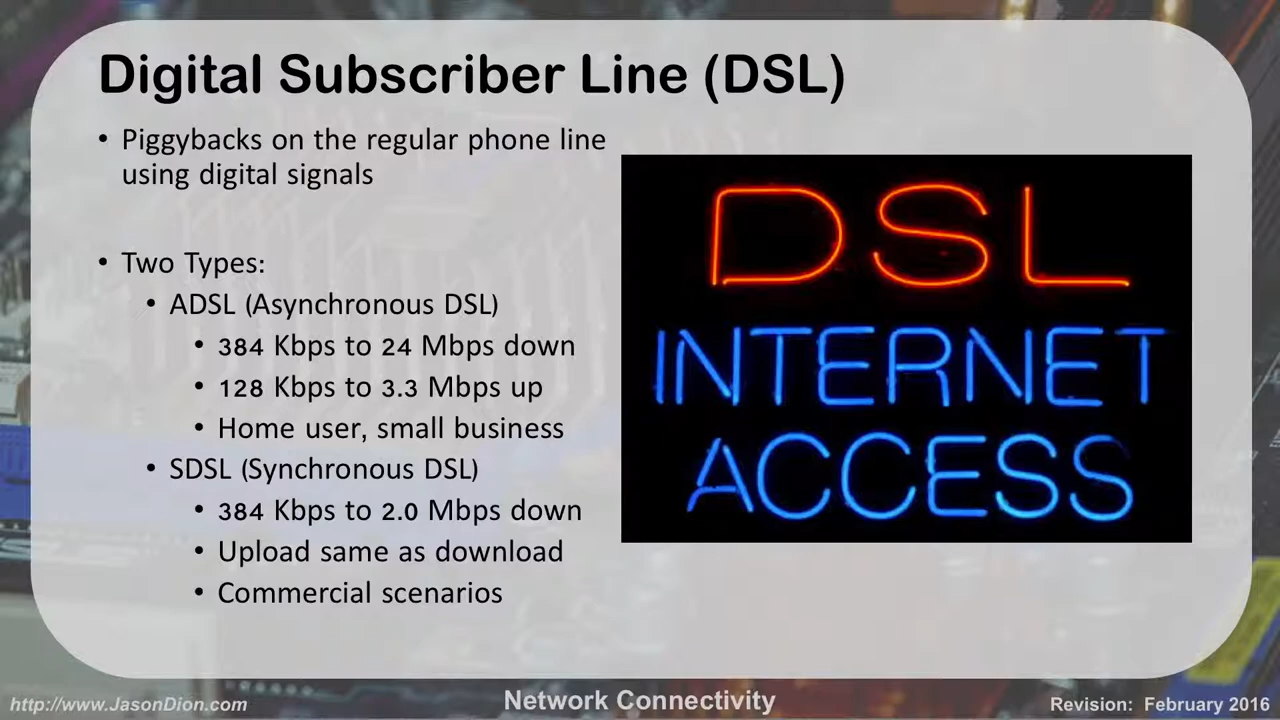 Digital Subscriber Line (DSL)
• Piggybacks on the regular phone line
using digital signals
• Two Types:
• ADSL (Asynchronous DSL)
• 384 Kbps to 24 Mbps down
• 128 Kbps to 3.3 Mbps up
• Home user, small business
• SDSL (Synchronous DSL)
• 384 Kbps to 2.0 Mbps down
• Upload same as download
• Commercial scenarios
DSL
INTERNET
ACCESS
http://www.JasonDion.com
Network Connectivity
Revision: February 2016